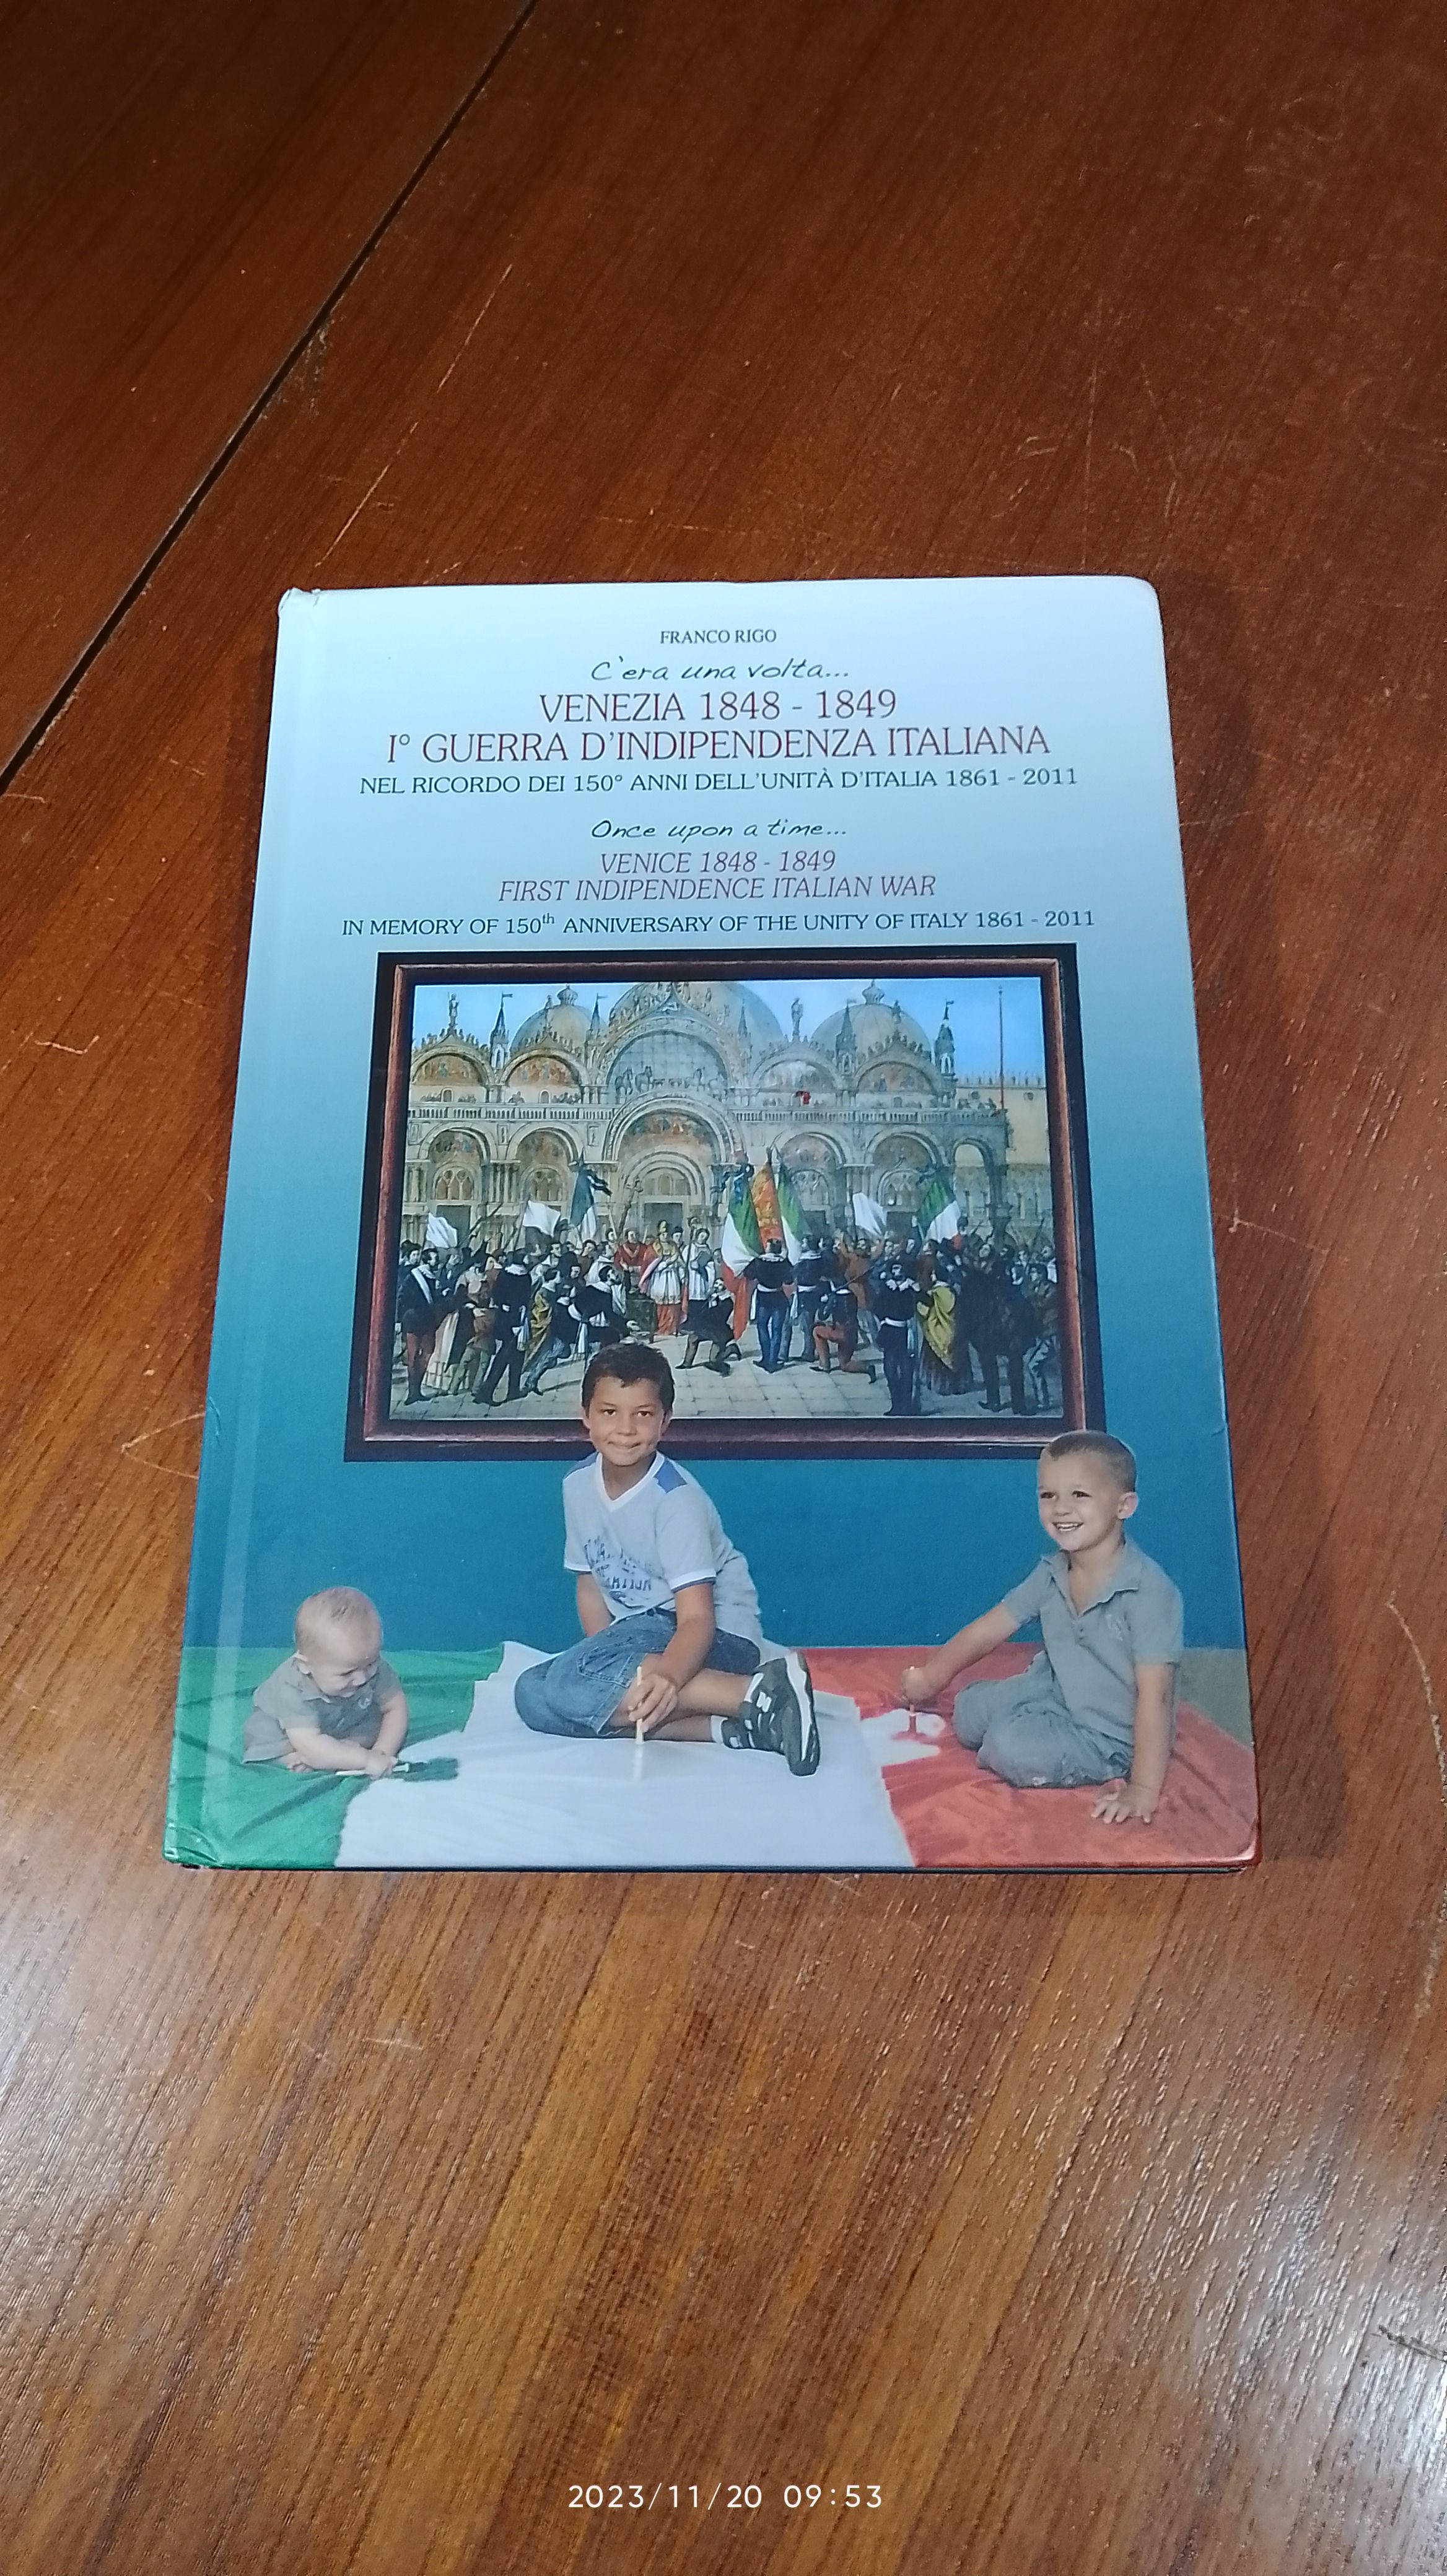 FRANCO RIGO
C'era una volta...
VENEZIA 1848 - 1849
I° GUERRA D'INDIPENDENZA ITALIANA
NEL RICORDO DEI 150° ANNI DELL'UNITÀ D'ITALIA 1861 - 2011
Once upon a time...
VENICE 1848 - 1849
FIRST INDIPENDENCE ITALIAN WAR
IN MEMORY OF 150th ANNIVERSARY OF THE UNITY OF ITALY 1861 - 2011
2023/11/20 09:53